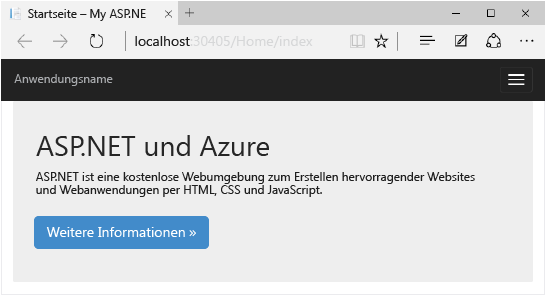 Startseite – My ASP.NE
localhost:30405/Home/index
Anwendungsname
ASP.NET und Azure
ASP.NET ist eine kostenlose Webumgebung zum Erstellen hervorragender Websites
und Webanwendungen per HTML, CSS und JavaScript.
Weitere Informationen »